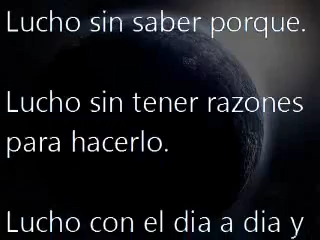 Lucho sin saber porque.
Lucho sin tener razones
para hacerlo.
Lucho con el dia a dia y